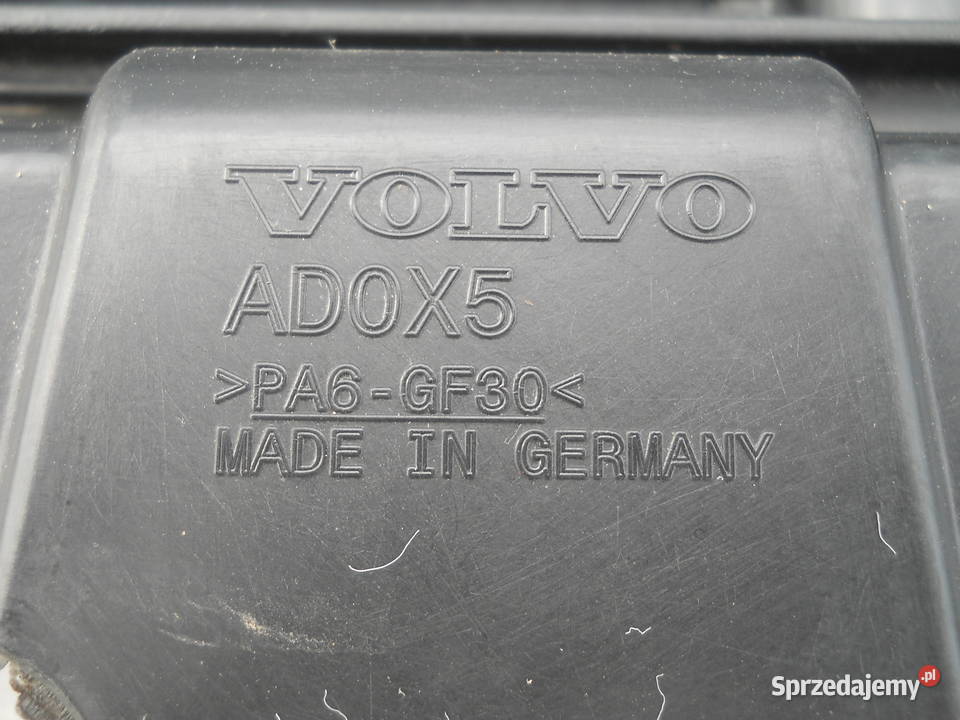 VOLVO
AD0X5
>PA6-GF30<
MADE IN GERMANY
Sprzedajemy.pl